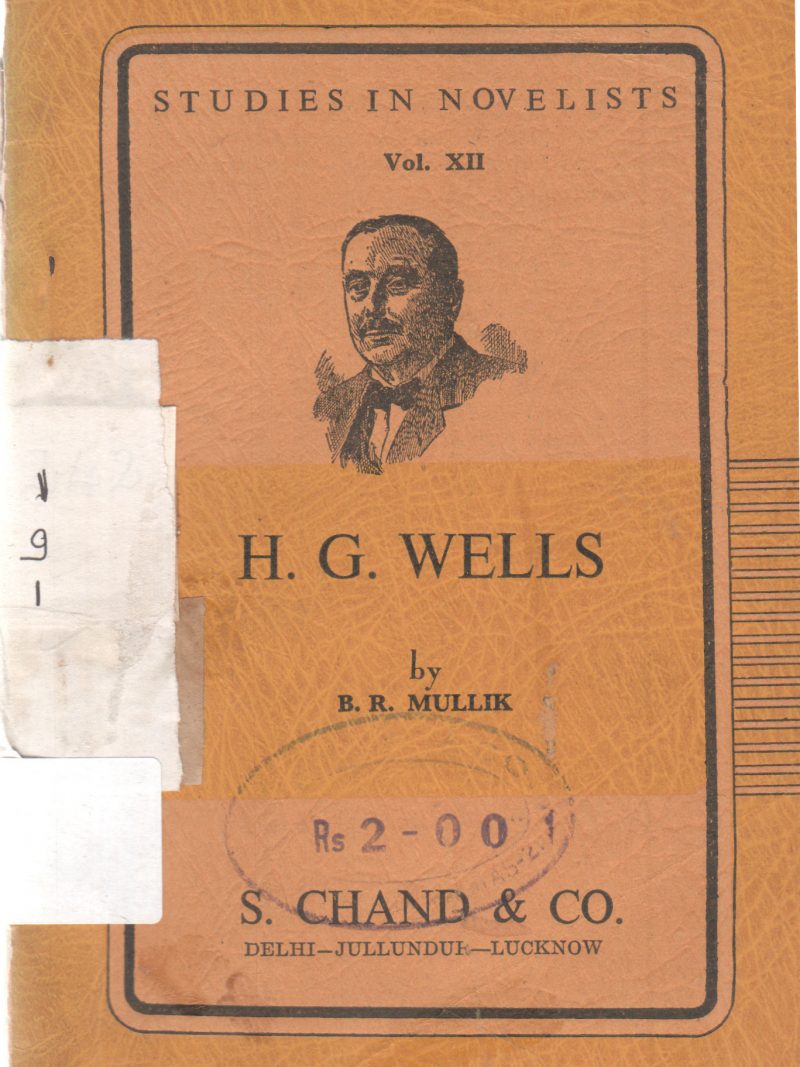 STUDIES IN NOVELISTS
Vol. XII
H. G. WELLS
by
B. R. MULLIK
Rs 2-00
S. CHAND & CO.
DELHI—JULLUNDUR—LUCKNOW